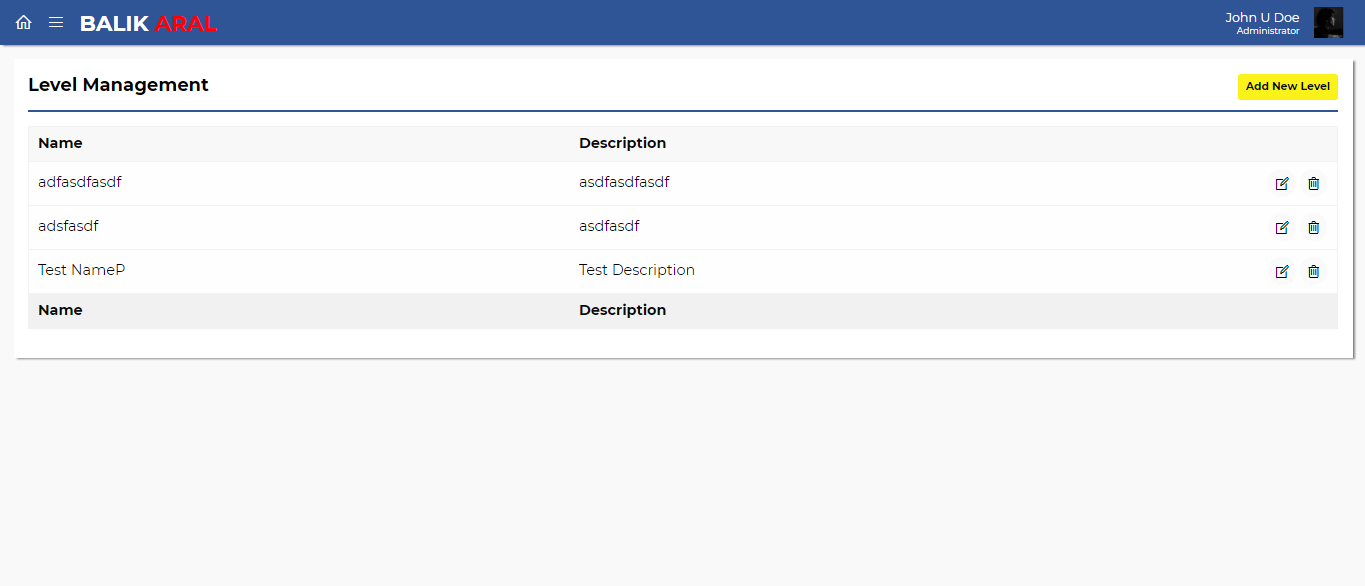 BALIK ARAL
John U Doe
Administrator
Level Management
Add New Level
Name Description
adfasdfasdf asdfasdfasdf
adsfasdf asdfasdf
Test NameP Test Description
Name Description